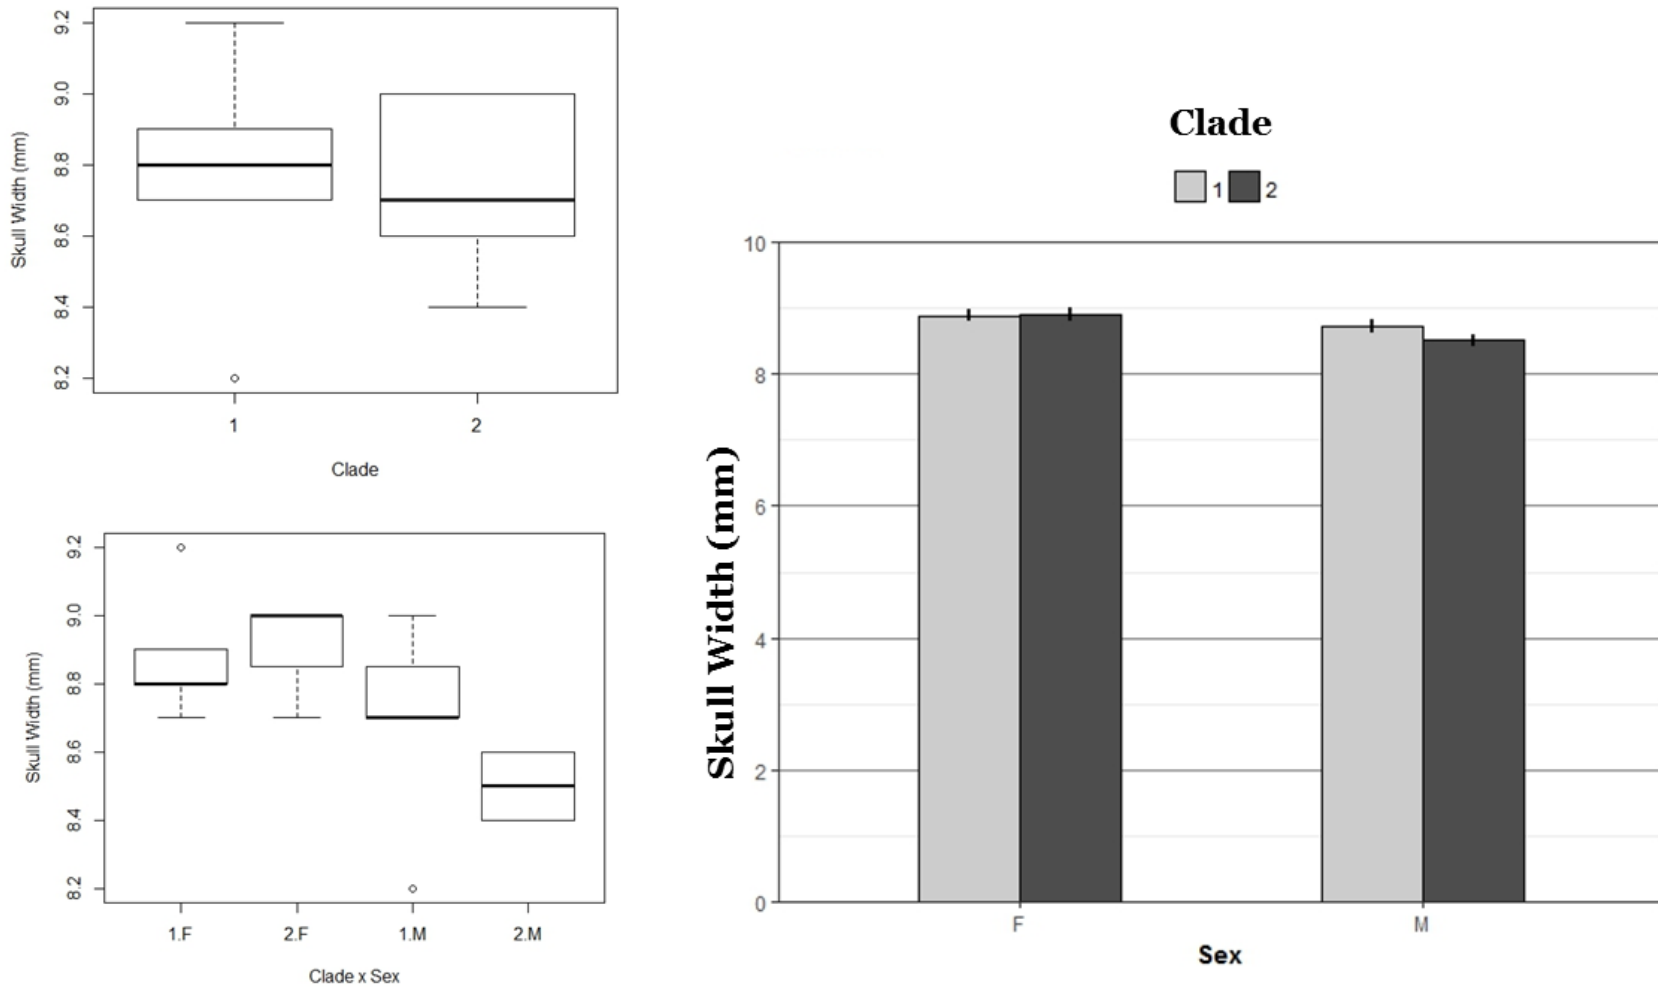 9.2
9.0
8.8
8.6
8.4
8.2
Skull Width (mm)
1 2
Clade
9.2
9.0
8.8
8.6
8.4
8.2
Skull Width (mm)
1.F 2.F 1.M 2.M
Clade x Sex
Clade
1 2
10
8
6
4
2
0
Skull Width (mm)
F M
Sex